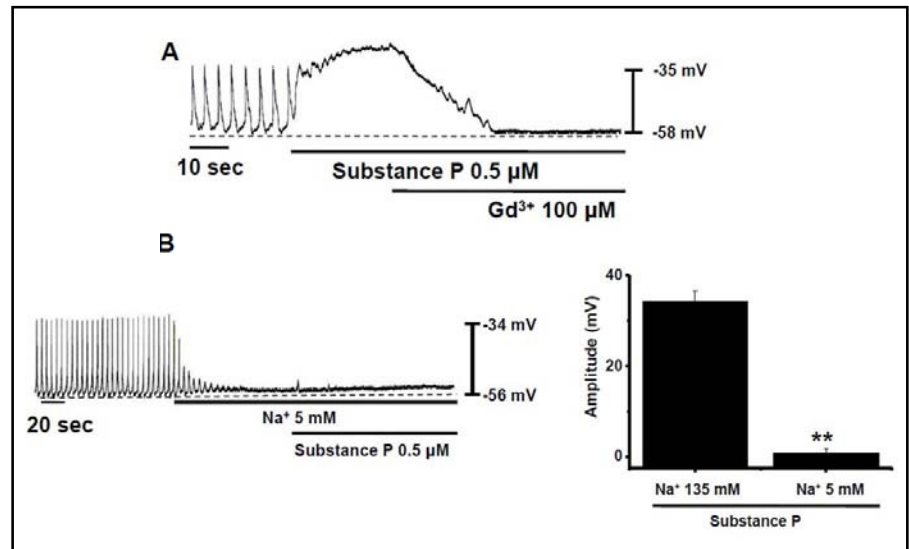 A
-35 mV
-58 mV
10 sec
Substance P 0.5 µM
Gd³⁺ 100 µM
B
-34 mV
-56 mV
20 sec
Na⁺ 5 mM
Substance P 0.5 µM
40
20
0
Amplitude (mV)
**
Na⁺ 135 mM
Na⁺ 5 mM
Substance P